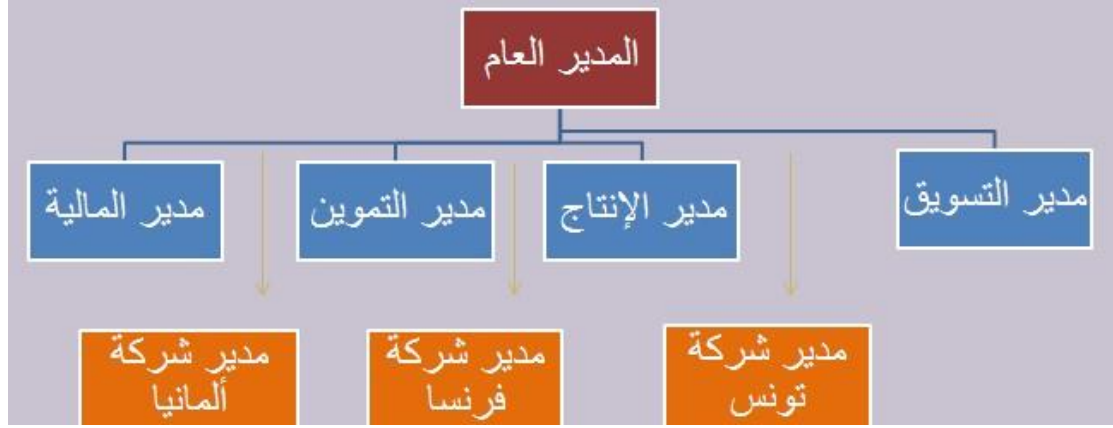 المدير العام
مدير التسويق
مدير الإنتاج
مدير التموين
مدير المالية
مدير شركة
تونس
مدير شركة
فرنسا
مدير شركة
ألمانيا